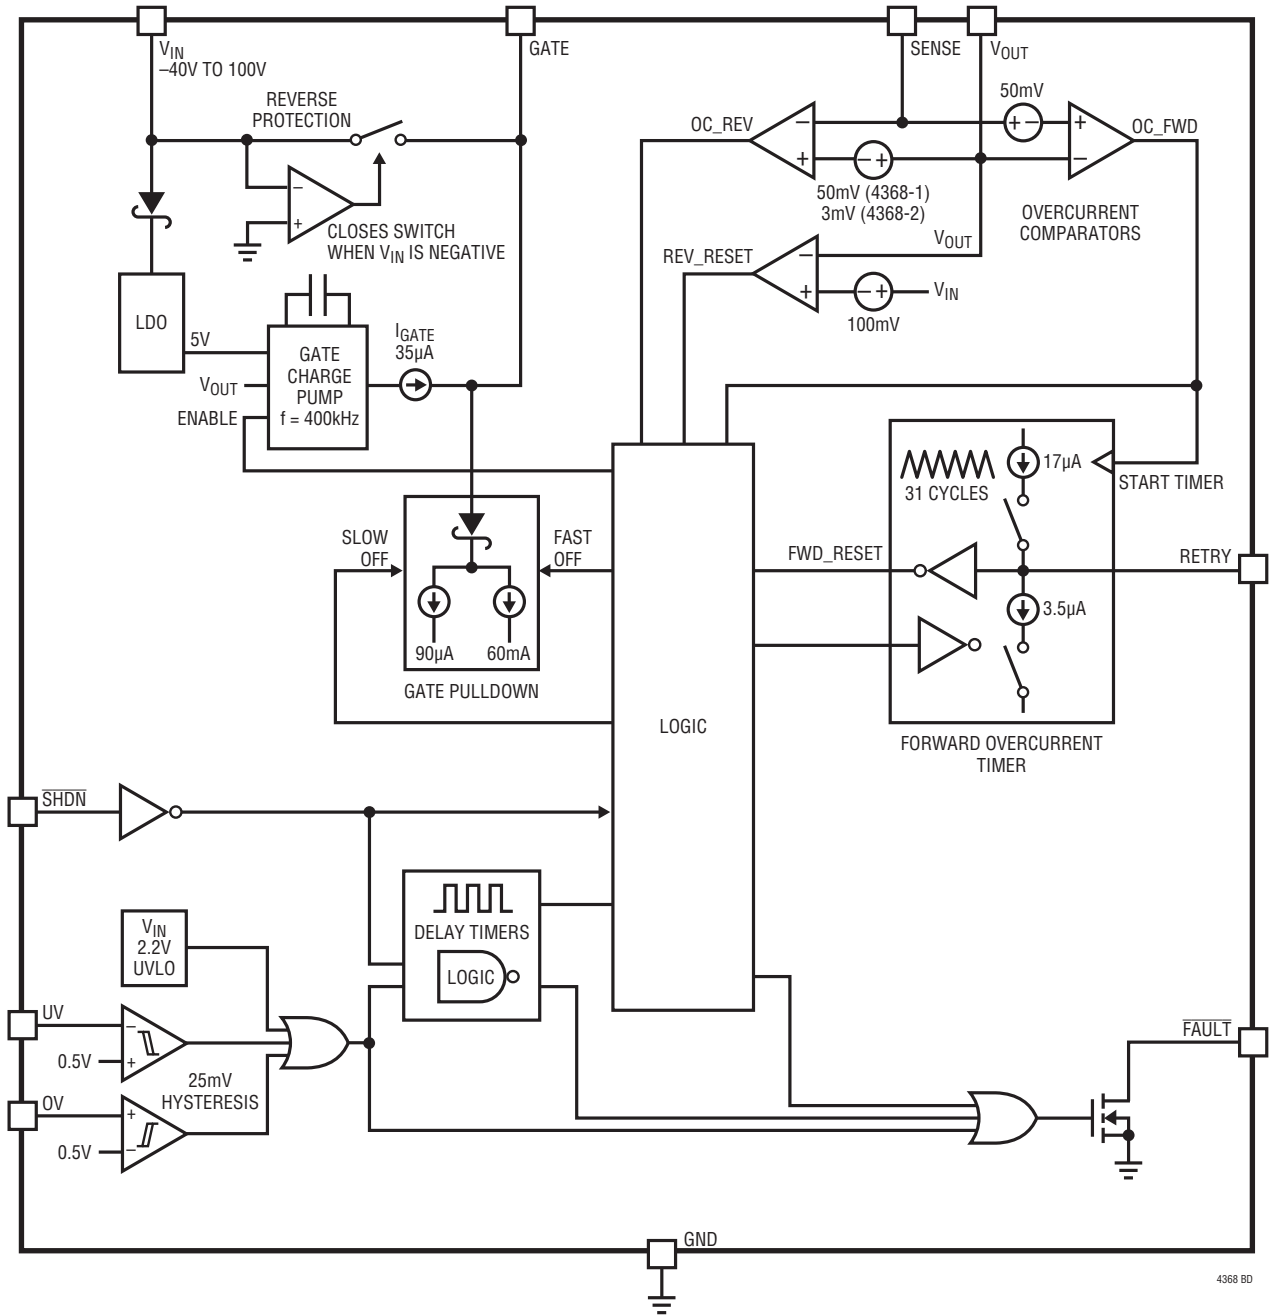 VIN
–40V TO 100V
GATE
SENSE
VOUT
REVERSE
PROTECTION
–
+
CLOSES SWITCH
WHEN VIN IS NEGATIVE
50mV
+ –
OC_REV
–
+
– +
50mV (4368-1)
3mV (4368-2)
+
–
OC_FWD
OVERCURRENT
COMPARATORS
VOUT
REV_RESET
–
+
– +
VIN
100mV
LDO
5V
VOUT
ENABLE
GATE
CHARGE
PUMP
f = 400kHz
IGATE
35µA
31 CYCLES
17µA
START TIMER
SLOW
OFF
FAST
OFF
90µA
60mA
GATE PULLDOWN
FWD_RESET
RETRY
3.5µA
LOGIC
FORWARD OVERCURRENT
TIMER
SHDN
DELAY TIMERS
LOGIC
VIN
2.2V
UVLO
UV
–
0.5V
+
25mV
HYSTERESIS
OV
+
0.5V
–
FAULT
GND
4368 BD